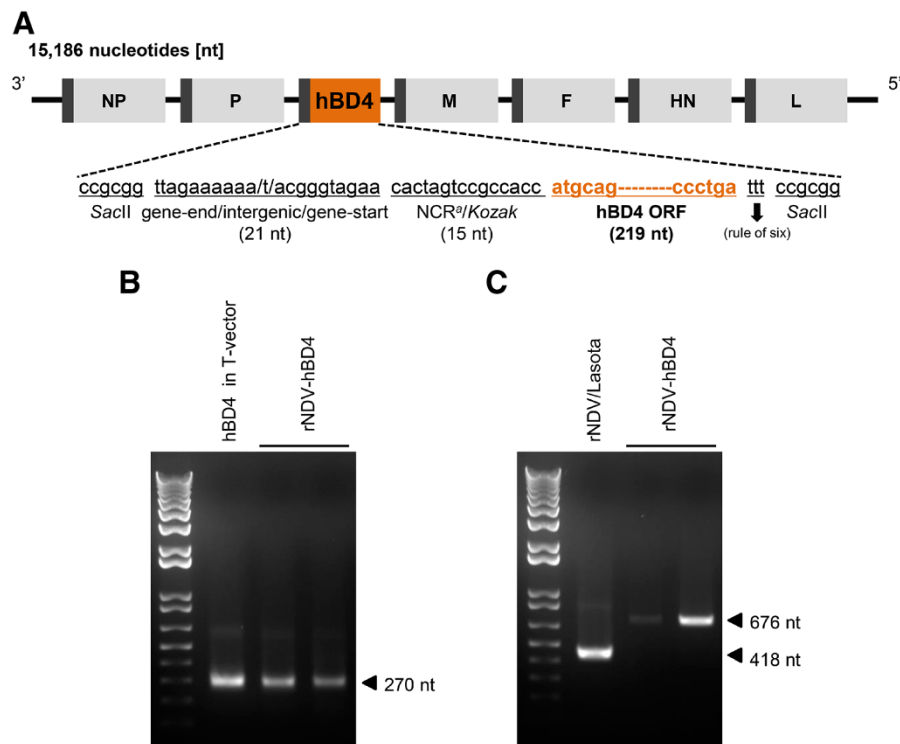 A
15,186 nucleotides [nt]
3’ NP P hBD4 M F HN L 5’
ccgcgg ttagaaaaaa/t/acgggtagaa cactagtccgccacc atgcag--------ccctga ttt ccgcgg
SacII gene-end/intergenic/gene-start NCRa/Kozak hBD4 ORF (rule of six) SacII
(21 nt) (15 nt) (219 nt)
B
hBD4 in T-vector
rNDV-hBD4
270 nt
C
rNDV/Lasota
rNDV-hBD4
676 nt
418 nt